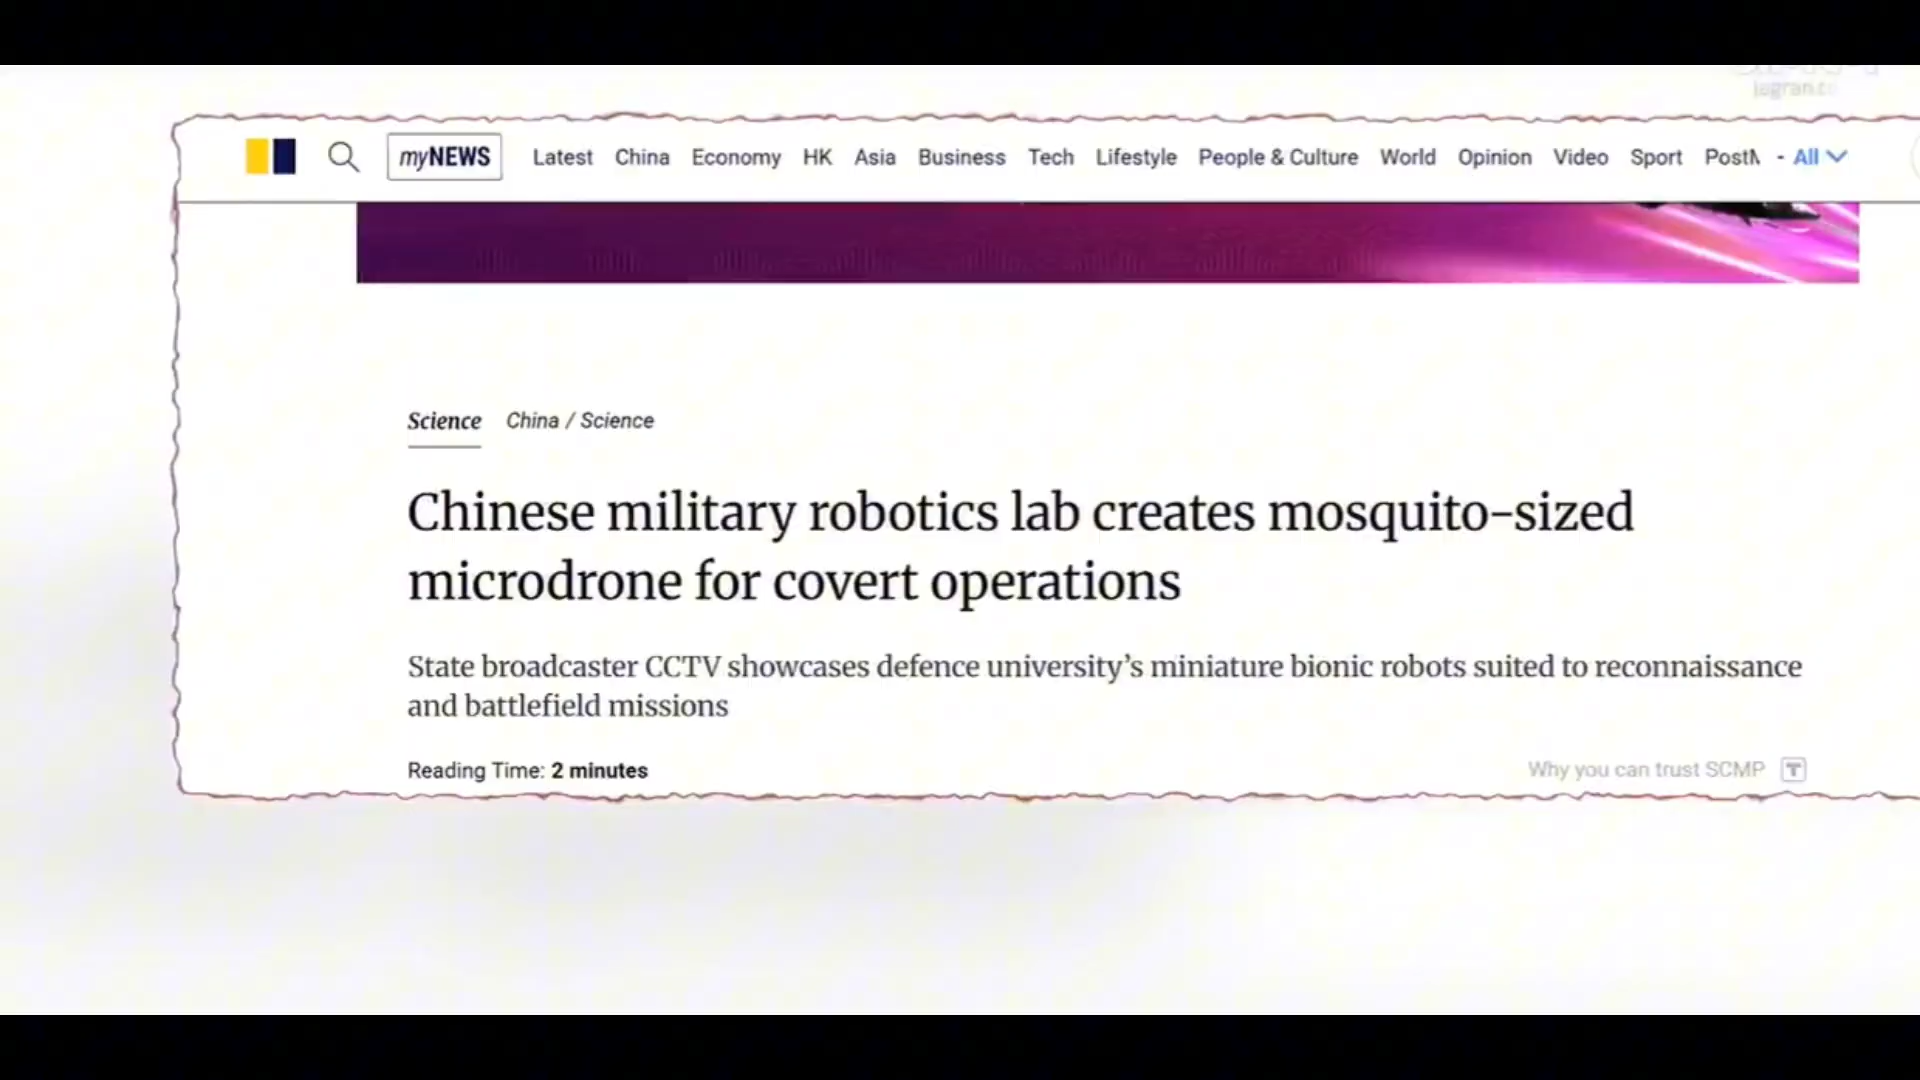 myNEWS Latest China Economy HK Asia Business Tech Lifestyle People & Culture World Opinion Video Sport All
Science China / Science
Chinese military robotics lab creates mosquito-sized
microdrone for covert operations
State broadcaster CCTV showcases defence university’s miniature bionic robots suited to reconnaissance
and battlefield missions
Reading Time: 2 minutes Why you can trust SCMP